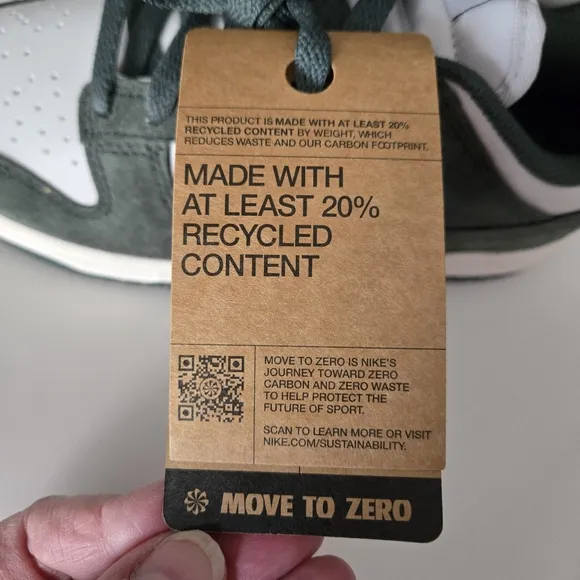 THIS PRODUCT IS MADE WITH AT LEAST 20%
RECYCLED CONTENT BY WEIGHT, WHICH
REDUCES WASTE AND OUR CARBON FOOTPRINT.
MADE WITH
AT LEAST 20%
RECYCLED
CONTENT
MOVE TO ZERO IS NIKE'S
JOURNEY TOWARD ZERO
CARBON AND ZERO WASTE
TO HELP PROTECT THE
FUTURE OF SPORT.
SCAN TO LEARN MORE OR VISIT
NIKE.COM/SUSTAINABILITY.
MOVE TO ZERO